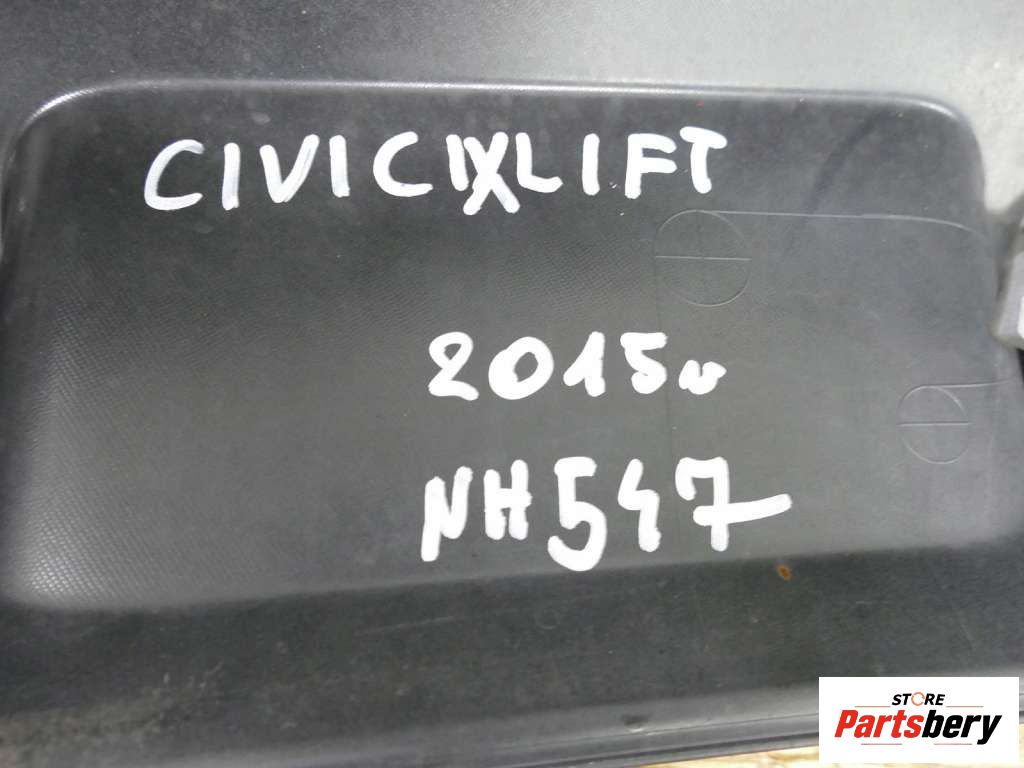 CIVIC IX LIFT
2015r
NH547
STORE
Partsbery